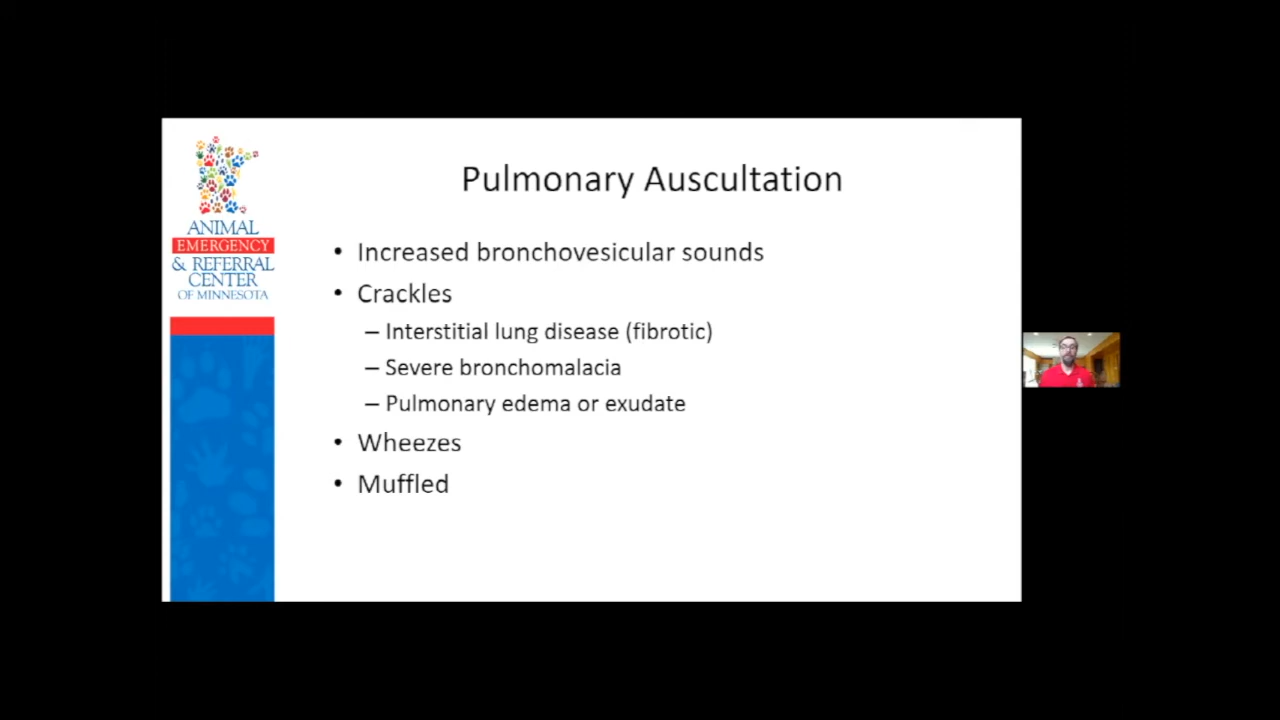 ANIMAL
EMERGENCY
& REFERRAL
CENTER
OF MINNESOTA
Pulmonary Auscultation
• Increased bronchovesicular sounds
• Crackles
– Interstitial lung disease (fibrotic)
– Severe bronchomalacia
– Pulmonary edema or exudate
• Wheezes
• Muffled